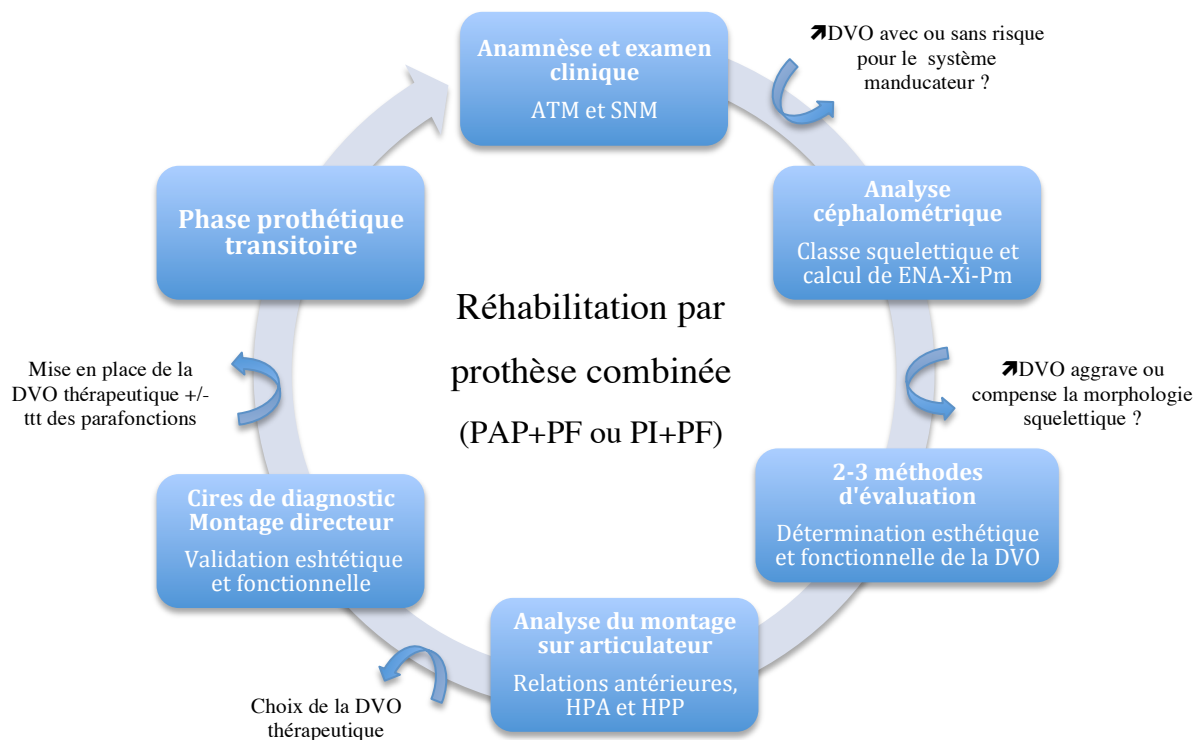 Anamnèse et examen
clinique
ATM et SNM
↗DVO avec ou sans risque
pour le système
manducateur ?
Analyse
céphalométrique
Classe squelettique et
calcul de ENA-Xi-Pm
↗DVO aggrave ou
compense la morphologie
squelettique ?
2-3 méthodes
d'évaluation
Détermination esthétique
et fonctionnelle de la DVO
Analyse du montage
sur articulateur
Relations antérieures,
HPA et HPP
Choix de la DVO
thérapeutique
Cires de diagnostic
Montage directeur
Validation eshtétique
et fonctionnelle
Mise en place de la
DVO thérapeutique +/-
ttt des parafonctions
Phase prothétique
transitoire
Réhabilitation par
prothèse combinée
(PAP+PF ou PI+PF)